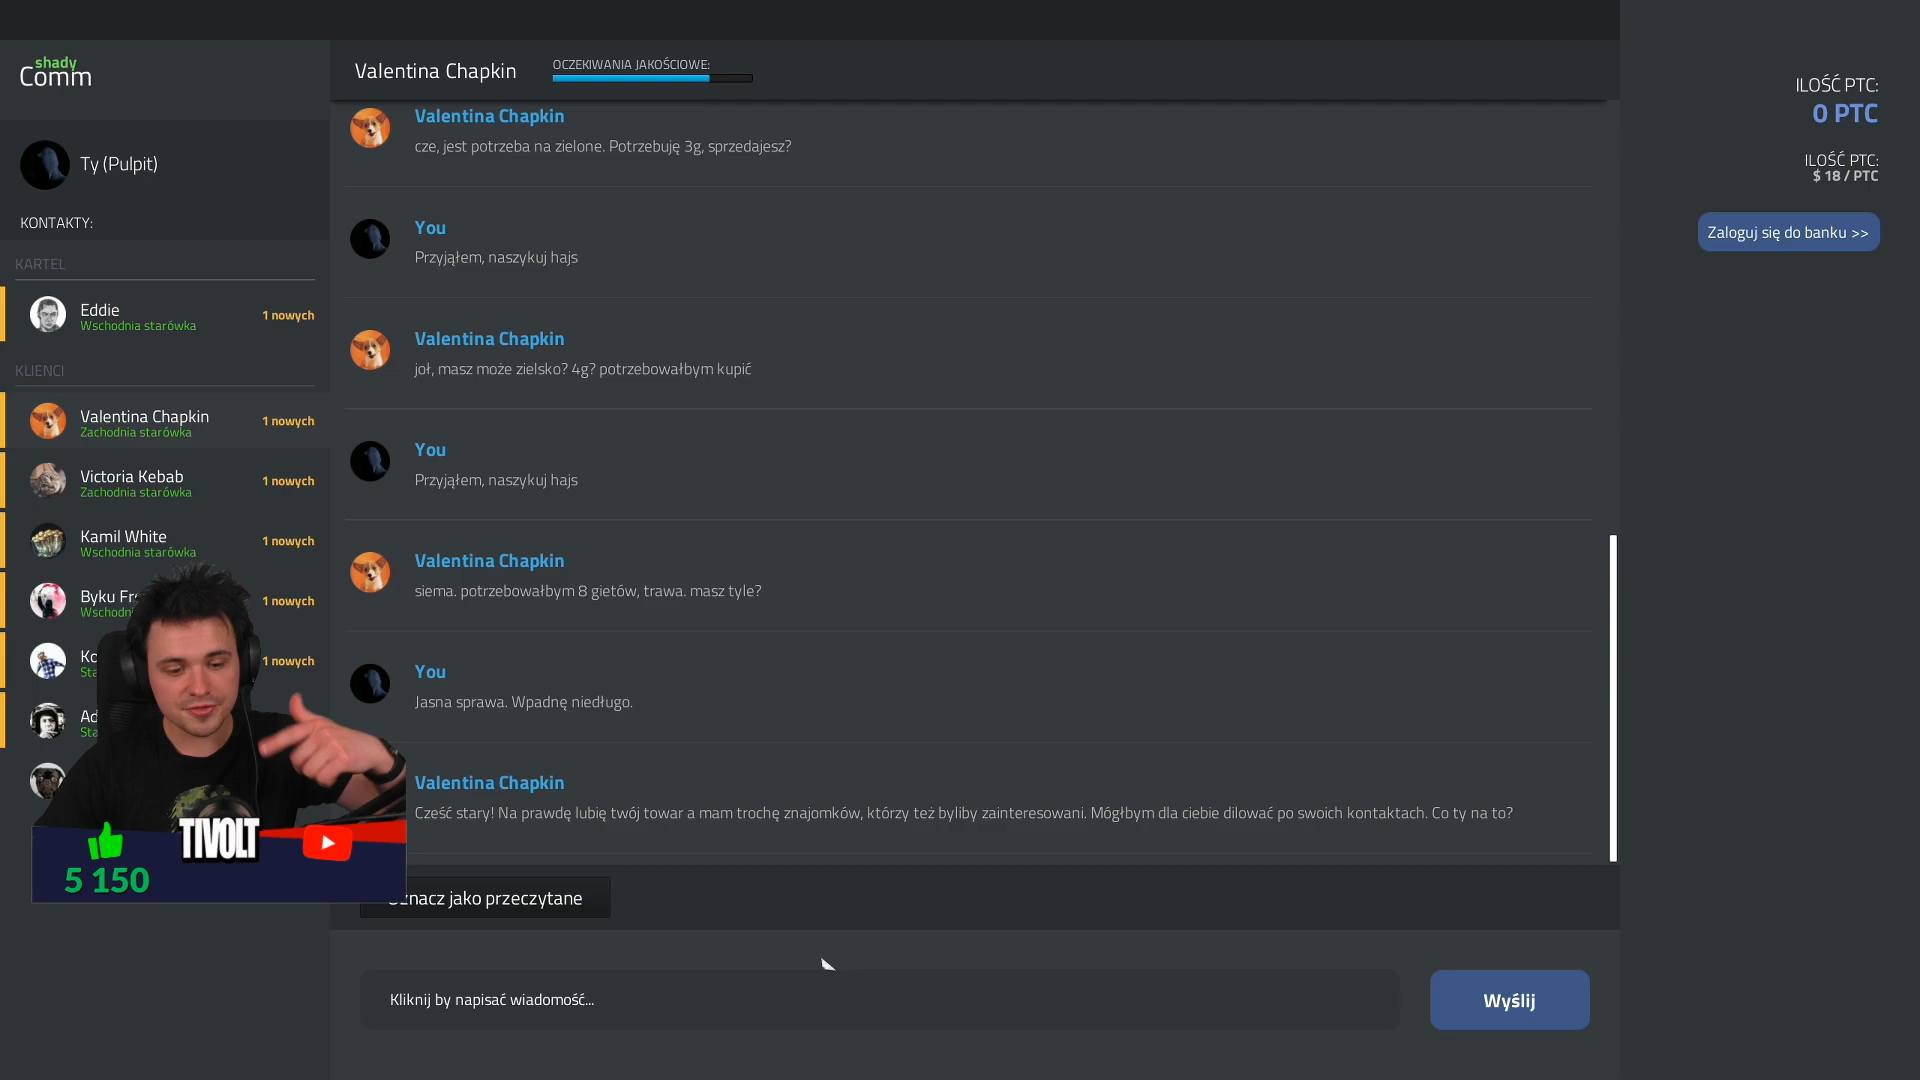 shady
Comm
Ty (Pulpit)
KONTAKTY:
KARTEL
Eddie
Wschodnia starówka
1 nowych
KLIENCI
Valentina Chapkin
Zachodnia starówka
1 nowych
Victoria Kebab
Zachodnia starówka
1 nowych
Kamil White
Wschodnia starówka
1 nowych
Byku
1 nowych
1 nowych
TIVOLT
5 150
Valentina Chapkin
OCZEKIWANIA JAKOŚCIOWE:
Valentina Chapkin
cze, jest potrzeba na zielone. Potrzebuję 3g, sprzedajesz?
You
Przyjąłem, naszykuj hajs
Valentina Chapkin
joł, masz może zielsko? 4g? potrzebowałbym kupić
You
Przyjąłem, naszykuj hajs
Valentina Chapkin
siema. potrzebowałbym 8 gietów, trawa. masz tyle?
You
Jasna sprawa. Wpadnę niedługo.
Valentina Chapkin
Cześć stary! Na prawdę lubię twój towar a mam trochę znajomków, którzy też byliby zainteresowani. Mógłbym dla ciebie dilować po swoich kontaktach. Co ty na to?
jako przeczytane
Kliknij by napisać wiadomość...
Wyślij
ILOŚĆ PTC:
0 PTC
ILOŚĆ PTC:
$ 18 / PTC
Zaloguj się do banku >>